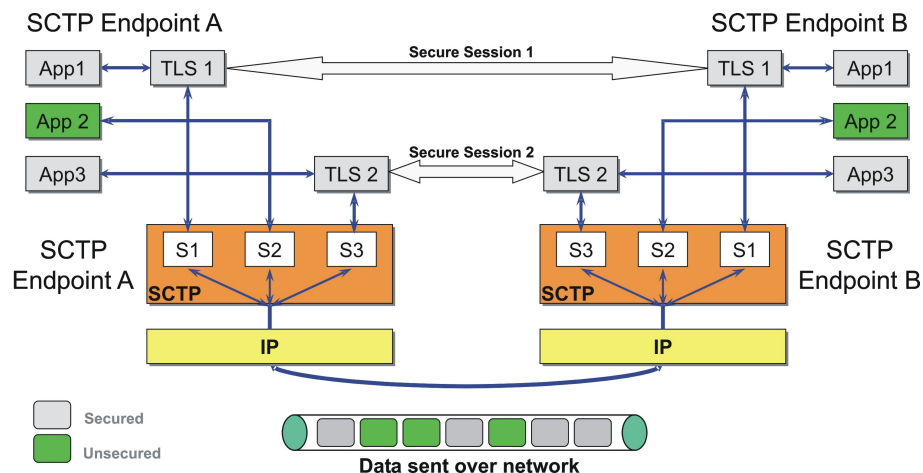 SCTP Endpoint A
SCTP Endpoint B
App1
TLS 1
Secure Session 1
TLS 1
App1
App 2
App 2
App3
TLS 2
Secure Session 2
TLS 2
App3
SCTP
Endpoint A
S1
S2
S3
SCTP
S3
S2
S1
SCTP
SCTP
Endpoint B
IP
IP
Secured
Unsecured
Data sent over network